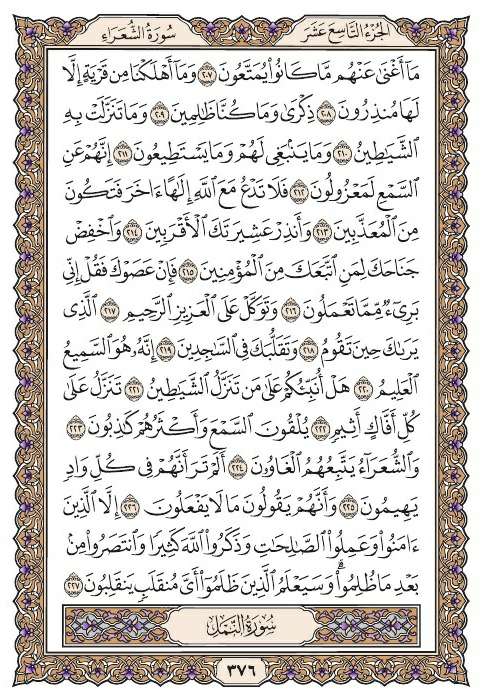 الجزء التاسع عشر
سورة الشعراء
مَآ أَغْنَىٰ عَنْهُم مَّا كَانُوا۟ يُمَتَّعُونَ ٢٠٧ وَمَآ أَهْلَكْنَا مِن قَرْيَةٍ إِلَّا
لَهَا مُنذِرُونَ ٢٠٨ ذِكْرَىٰ وَمَا كُنَّا ظَٰلِمِينَ ٢٠٩ وَمَا تَنَزَّلَتْ بِهِ
ٱلشَّيَٰطِينُ ٢١٠ وَمَا يَنۢبَغِى لَهُمْ وَمَا يَسْتَطِيعُونَ ٢١١ إِنَّهُمْ عَنِ
ٱلسَّمْعِ لَمَعْزُولُونَ ٢١٢ فَلَا تَدْعُ مَعَ ٱللَّهِ إِلَٰهًا ءَاخَرَ فَتَكُونَ
مِنَ ٱلْمُعَذَّبِينَ ٢١٣ وَأَنذِرْ عَشِيرَتَكَ ٱلْأَقْرَبِينَ ٢١٤ وَٱخْفِضْ
جَنَاحَكَ لِمَنِ ٱتَّبَعَكَ مِنَ ٱلْمُؤْمِنِينَ ٢١٥ فَإِنْ عَصَوْكَ فَقُلْ إِنِّى
بَرِىٓءٌ مِّمَّا تَعْمَلُونَ ٢١٦ وَتَوَكَّلْ عَلَى ٱلْعَزِيزِ ٱلرَّحِيمِ ٢١٧ ٱلَّذِى
يَرَىٰكَ حِينَ تَقُومُ ٢١٨ وَتَقَلُّبَكَ فِى ٱلسَّٰجِدِينَ ٢١٩ إِنَّهُۥ هُوَ ٱلسَّمِيعُ
ٱلْعَلِيمُ ٢٢٠ هَلْ أُنَبِّئُكُمْ عَلَىٰ مَن تَنَزَّلُ ٱلشَّيَٰطِينُ ٢٢١ تَنَزَّلُ عَلَىٰ
كُلِّ أَفَّاكٍ أَثِيمٍ ٢٢٢ يُلْقُونَ ٱلسَّمْعَ وَأَكْثَرُهُمْ كَٰذِبُونَ ٢٢٣
وَٱلشُّعَرَآءُ يَتَّبِعُهُمُ ٱلْغَاوُۥنَ ٢٢٤ أَلَمْ تَرَ أَنَّهُمْ فِى كُلِّ وَادٍ
يَهِيمُونَ ٢٢٥ وَأَنَّهُمْ يَقُولُونَ مَا لَا يَفْعَلُونَ ٢٢٦ إِلَّا ٱلَّذِينَ
ءَامَنُوا۟ وَعَمِلُوا۟ ٱلصَّٰلِحَٰتِ وَذَكَرُوا۟ ٱللَّهَ كَثِيرًا وَٱنتَصَرُوا۟ مِنۢ
بَعْدِ مَا ظُلِمُوا۟ ۗ وَسَيَعْلَمُ ٱلَّذِينَ ظَلَمُوٓا۟ أَىَّ مُنقَلَبٍ يَنقَلِبُونَ ٢٢٧
سورة النمل
٣٧٦